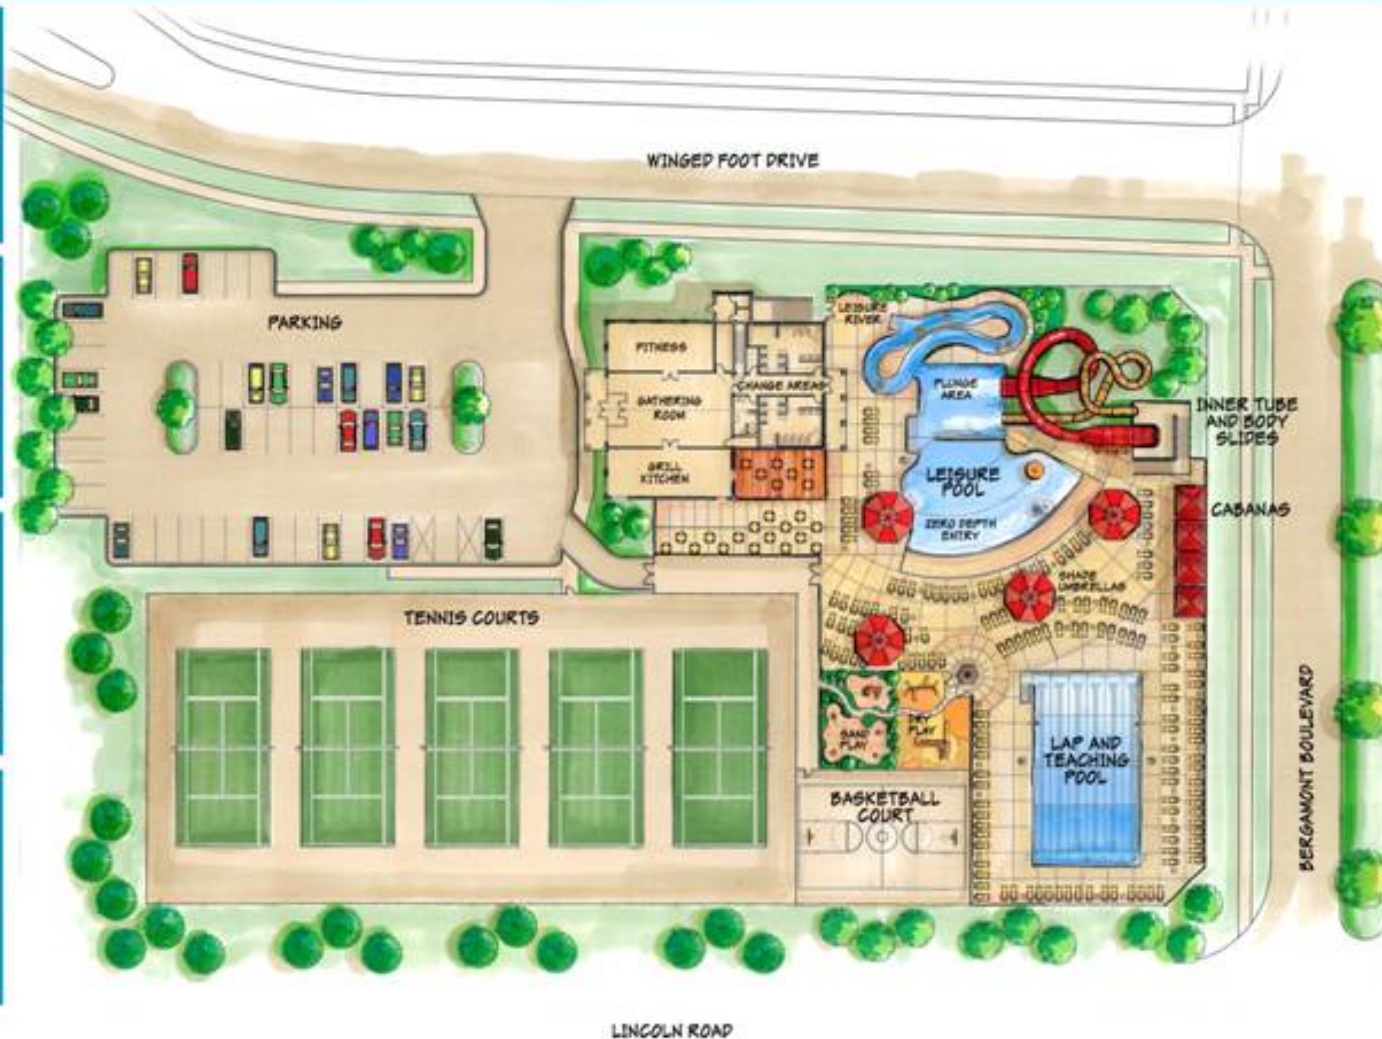 WINGED FOOT DRIVE
PARKING
LEISURE
RIVER
FITNESS
GATHERING
ROOM
CHANGE AREAS
PLUNGE
AREA
INNER TUBE
AND BODY
SLIDES
GRILL
KITCHEN
LEISURE
POOL
ZERO DEPTH
ENTRY
CABANAS
SHADE
UMBRELLAS
TENNIS COURTS
SAND
PLAY
PLAY
LAP AND
TEACHING
POOL
BASKETBALL
COURT
BERGAMONT BOULEVARD
LINCOLN ROAD